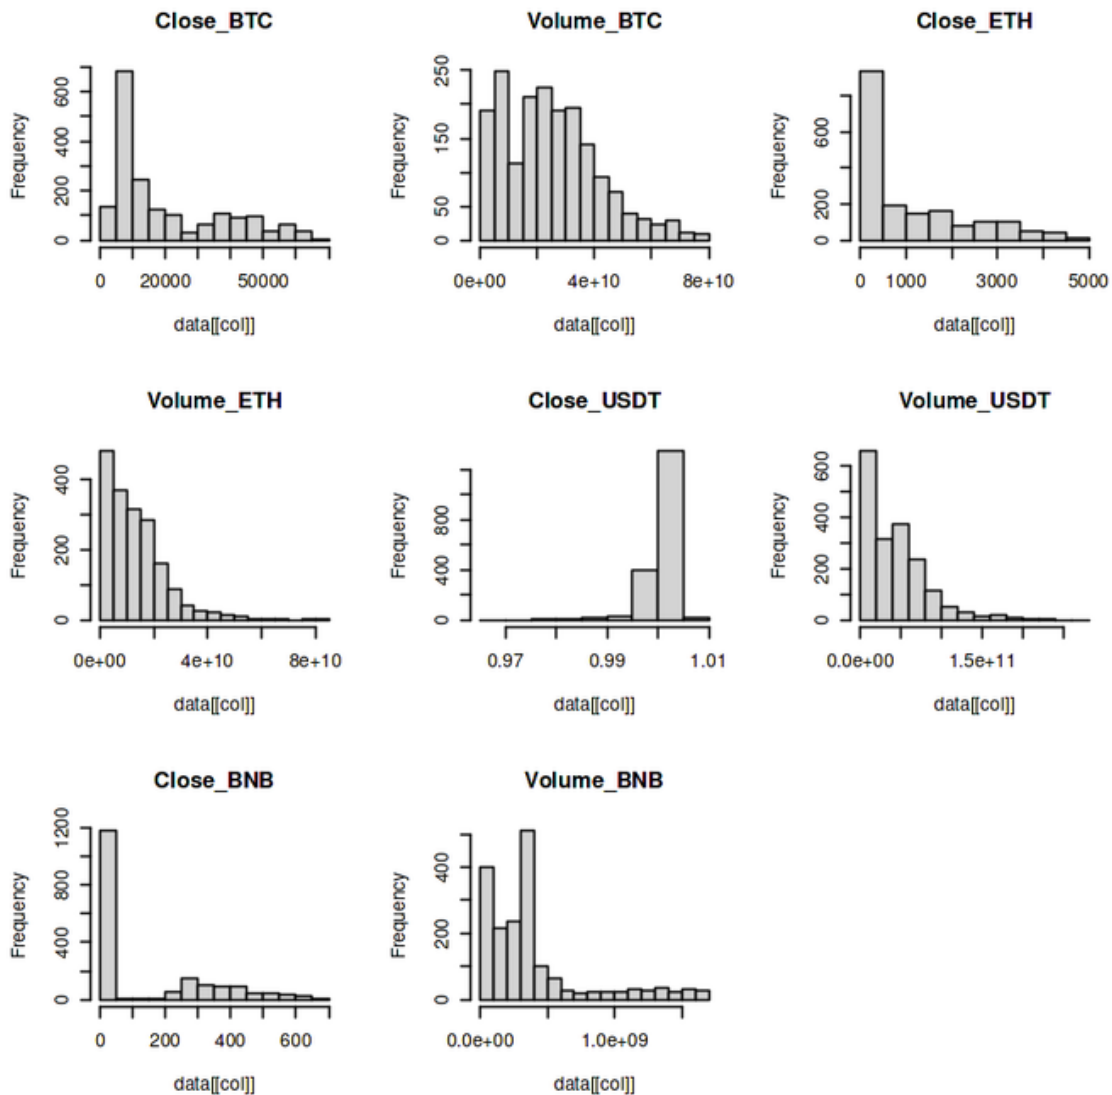 Close_BTC
Frequency
0 200 400 600
0 20000 50000
data[[col]]
Volume_BTC
Frequency
0 50 150 250
0e+00 4e+10 8e+10
data[[col]]
Close_ETH
Frequency
0 200 600
0 1000 3000 5000
data[[col]]
Volume_ETH
Frequency
0 200 400
0e+00 4e+10 8e+10
data[[col]]
Close_USDT
Frequency
0 400 800
0.97 0.99 1.01
data[[col]]
Volume_USDT
Frequency
0 200 400 600
0.0e+00 1.5e+11
data[[col]]
Close_BNB
Frequency
0 400 800 1200
0 200 400 600
data[[col]]
Volume_BNB
Frequency
0 200 400
0.0e+00 1.0e+09
data[[col]]